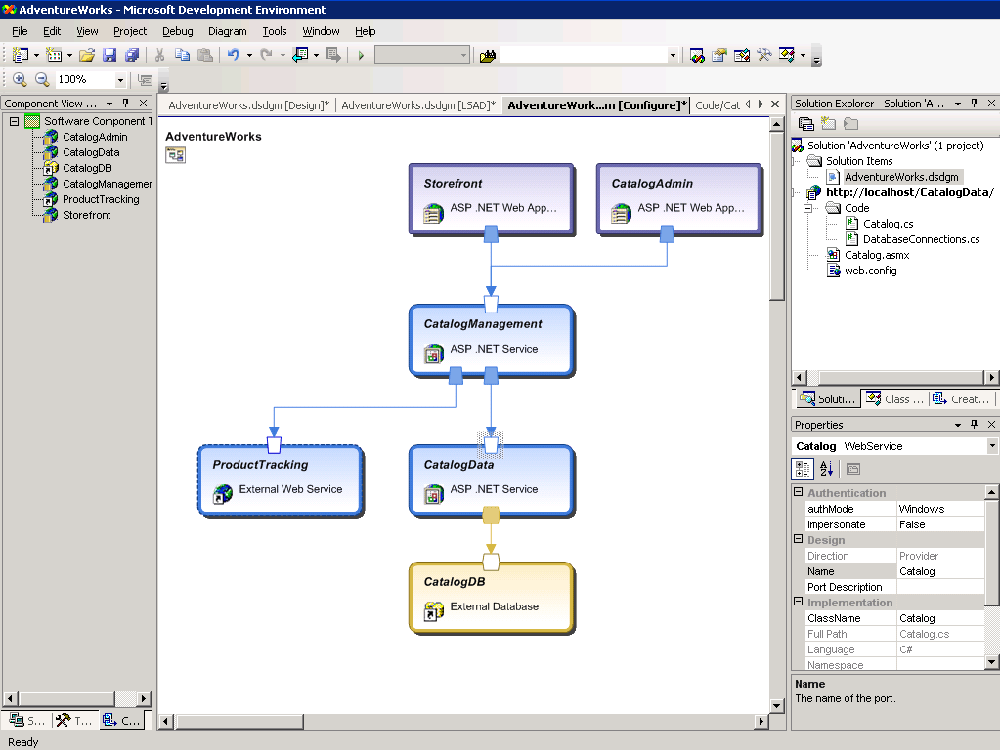 AdventureWorks - Microsoft Development Environment
File Edit View Project Debug Diagram Tools Window Help
100%
Component View ...
Software Component T
CatalogAdmin
CatalogData
CatalogDB
CatalogManagemer
ProductTracking
Storefront
S... T... C...
AdventureWorks.dsdgm [Design]* AdventureWorks.dsdgm [LSAD]* AdventureWork...m [Configure]* Code/Cat
AdventureWorks
Storefront
ASP .NET Web App...
CatalogAdmin
ASP .NET Web App...
CatalogManagement
ASP .NET Service
ProductTracking
External Web Service
CatalogData
ASP .NET Service
CatalogDB
External Database
Solution Explorer - Solution 'A...
Solution 'AdventureWorks' (1 project)
Solution Items
AdventureWorks.dsdgm
http://localhost/CatalogData/
Code
Catalog.cs
DatabaseConnections.cs
Catalog.asmx
web.config
Soluti... Class ... Creat...
Properties
Catalog WebService
Authentication
authMode Windows
impersonate False
Design
Direction Provider
Name Catalog
Port Description
Implementation
ClassName Catalog
Full Path Catalog.cs
Language C#
Namespace
Name
The name of the port.
Ready